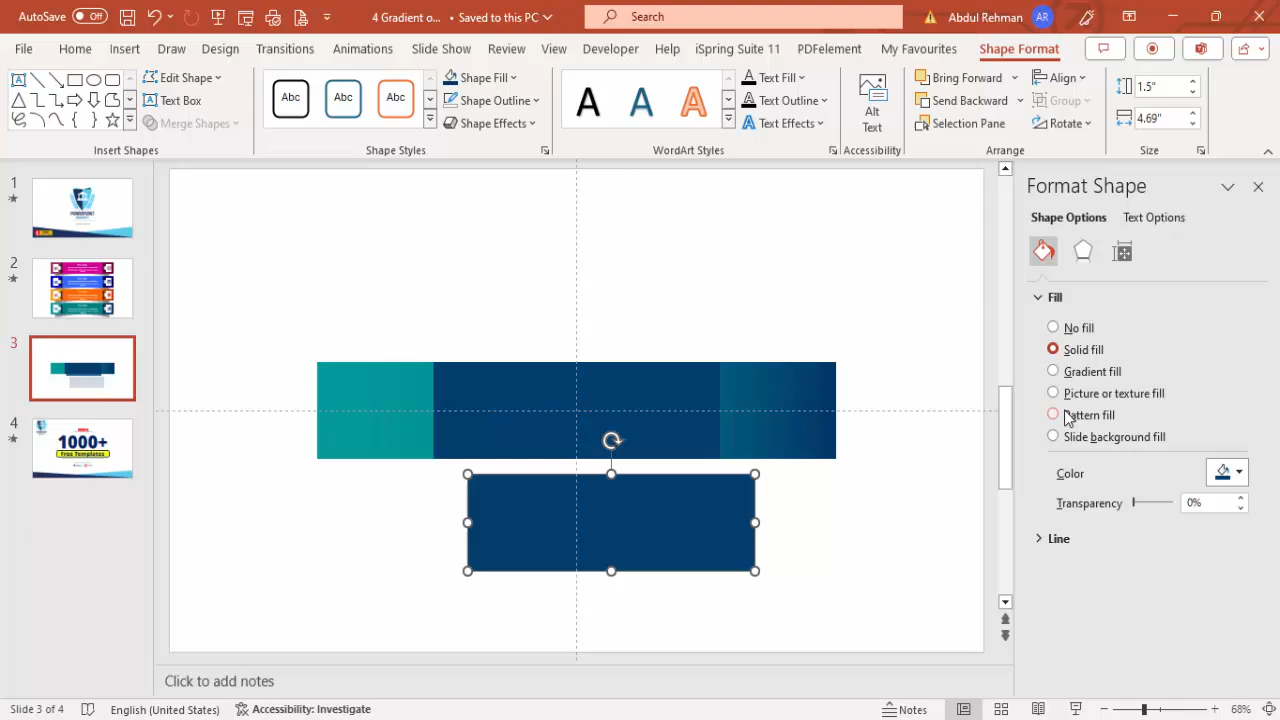 AutoSave Off 4 Gradient o... • Saved to this PC Search Abdul Rehman AR
File Home Insert Draw Design Transitions Animations Slide Show Review View Developer Help iSpring Suite 11 PDFelement My Favourites Shape Format
Edit Shape Abc Abc Abc Shape Fill A A A Text Fill Bring Forward Align 1.5"
Text Box Shape Outline Text Outline Alt Text Send Backward Group 4.69"
Merge Shapes Shape Effects Text Effects Selection Pane Rotate
Insert Shapes Shape Styles WordArt Styles Accessibility Arrange Size
1
2
3
4
1000+
Free Templates
Format Shape
Shape Options Text Options
Fill
No fill
Solid fill
Gradient fill
Picture or texture fill
Pattern fill
Slide background fill
Color
Transparency 0%
Line
Click to add notes
Slide 3 of 4 English (United States) Accessibility: Investigate Notes 68%